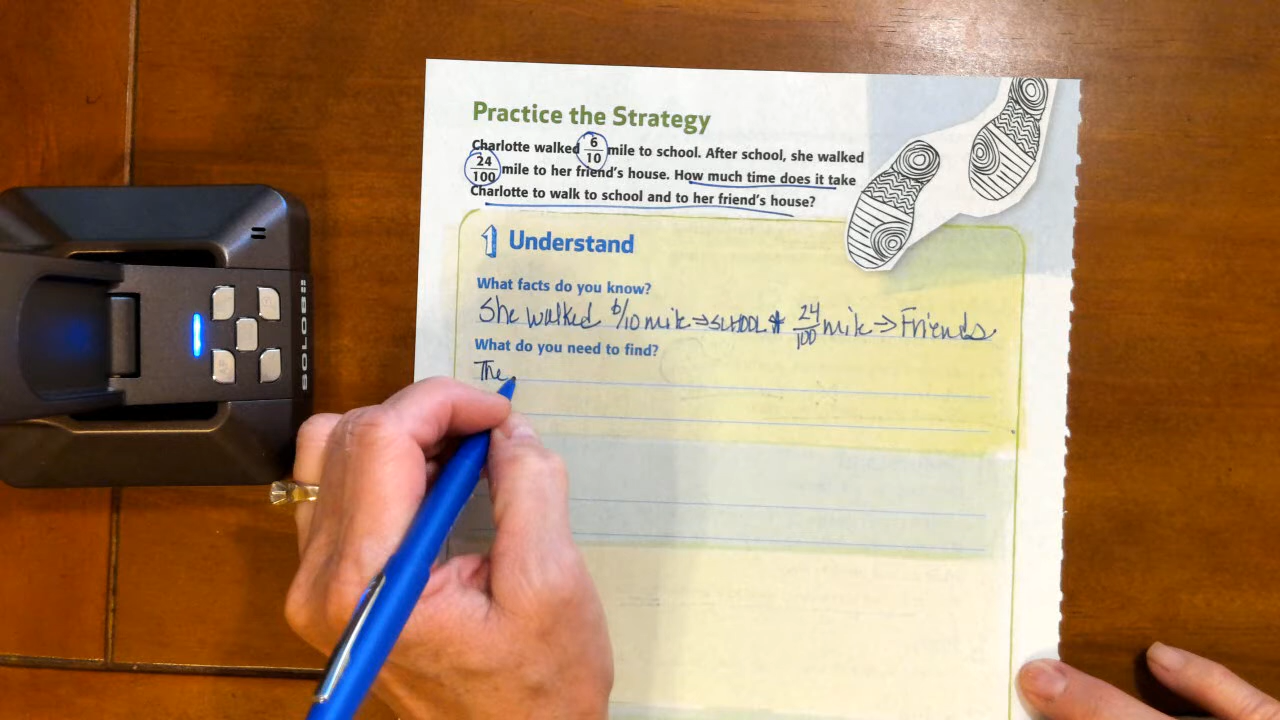 Practice the Strategy
Charlotte walked 6/10 mile to school. After school, she walked
24/100 mile to her friend's house. How much time does it take
Charlotte to walk to school and to her friend's house?
1 Understand
What facts do you know?
She walked 6/10 mile ⇒ SCHOOL + 24/100 mile ⇒ Friends
What do you need to find?
The
SOLO8